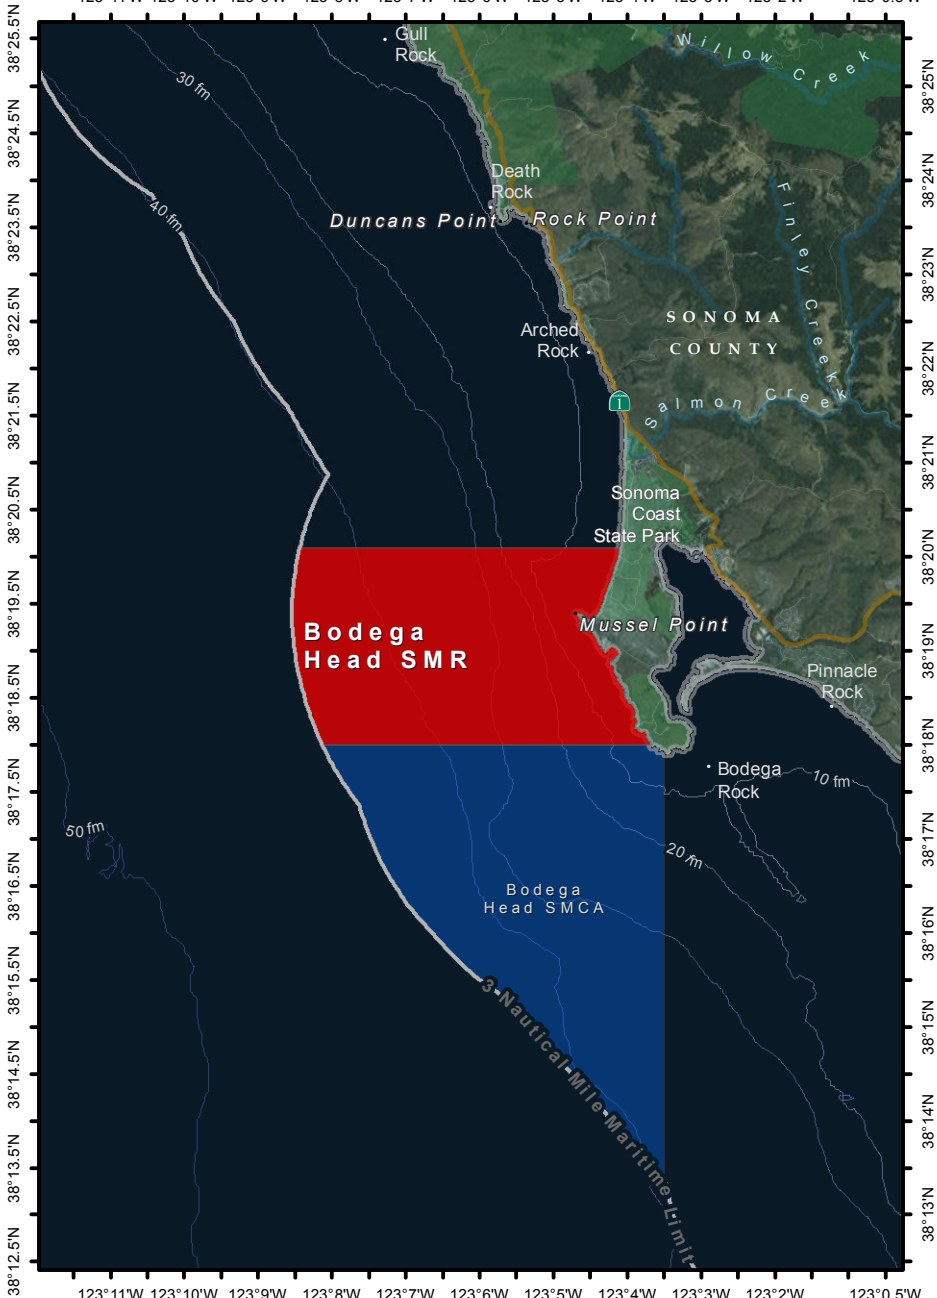 Gull
Rock
Willow Creek
30 fm
Death
Rock
Duncans Point
Rock Point
40 fm
Finley Creek
SONOMA
COUNTY
Arched
Rock
1
Salmon Creek
Sonoma
Coast
State Park
Bodega
Head SMR
Mussel Point
Pinnacle
Rock
Bodega
Rock
10 fm
50 fm
20 fm
Bodega
Head SMCA
3 Nautical Mile Maritime Limit
38°25.5'N
38°24.5'N
38°23.5'N
38°22.5'N
38°21.5'N
38°20.5'N
38°19.5'N
38°18.5'N
38°17.5'N
38°16.5'N
38°15.5'N
38°14.5'N
38°13.5'N
38°12.5'N
38°25'N
38°24'N
38°23'N
38°22'N
38°21'N
38°20'N
38°19'N
38°18'N
38°17'N
38°16'N
38°15'N
38°14'N
38°13'N
123°11'W 123°10'W 123°9'W 123°8'W 123°7'W 123°6'W 123°5'W 123°4'W 123°3'W 123°2'W 123°0.5'W